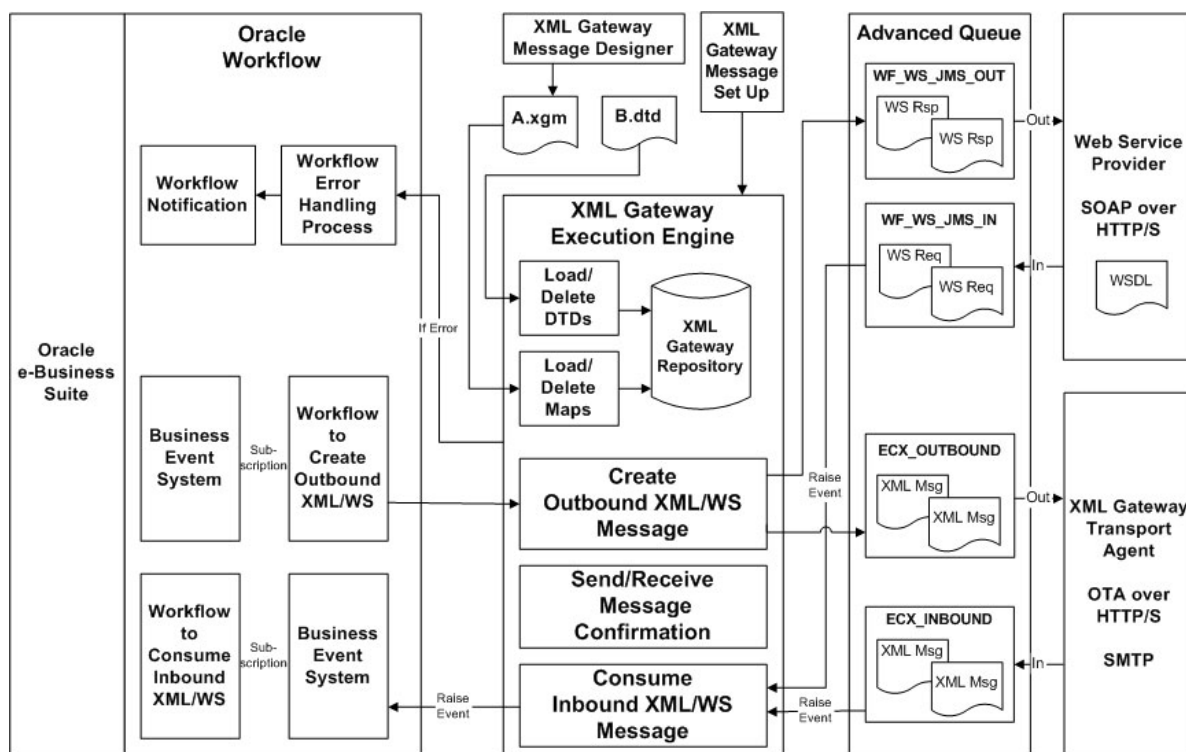 Oracle
e-Business
Suite
Oracle
Workflow
Workflow
Notification
Workflow
Error
Handling
Process
If Error
Business
Event
System
Sub-
scription
Workflow
to
Create
Outbound
XML/WS
Workflow
to
Consume
Inbound
XML/WS
Sub-
scription
Business
Event
System
Raise
Event
XML Gateway
Message Designer
XML
Gateway
Message
Set Up
A.xgm
B.dtd
XML Gateway
Execution Engine
Load/
Delete
DTDs
Load/
Delete
Maps
XML
Gateway
Repository
Create
Outbound XML/WS
Message
Send/Receive
Message
Confirmation
Consume
Inbound XML/WS
Message
Raise
Event
Raise
Event
Advanced Queue
WF_WS_JMS_OUT
WS Rsp
WS Rsp
Out
WF_WS_JMS_IN
WS Req
WS Req
In
ECX_OUTBOUND
XML Msg
XML Msg
Out
ECX_INBOUND
XML Msg
XML Msg
In
Web Service
Provider
SOAP over
HTTP/S
WSDL
XML Gateway
Transport
Agent
OTA over
HTTP/S
SMTP